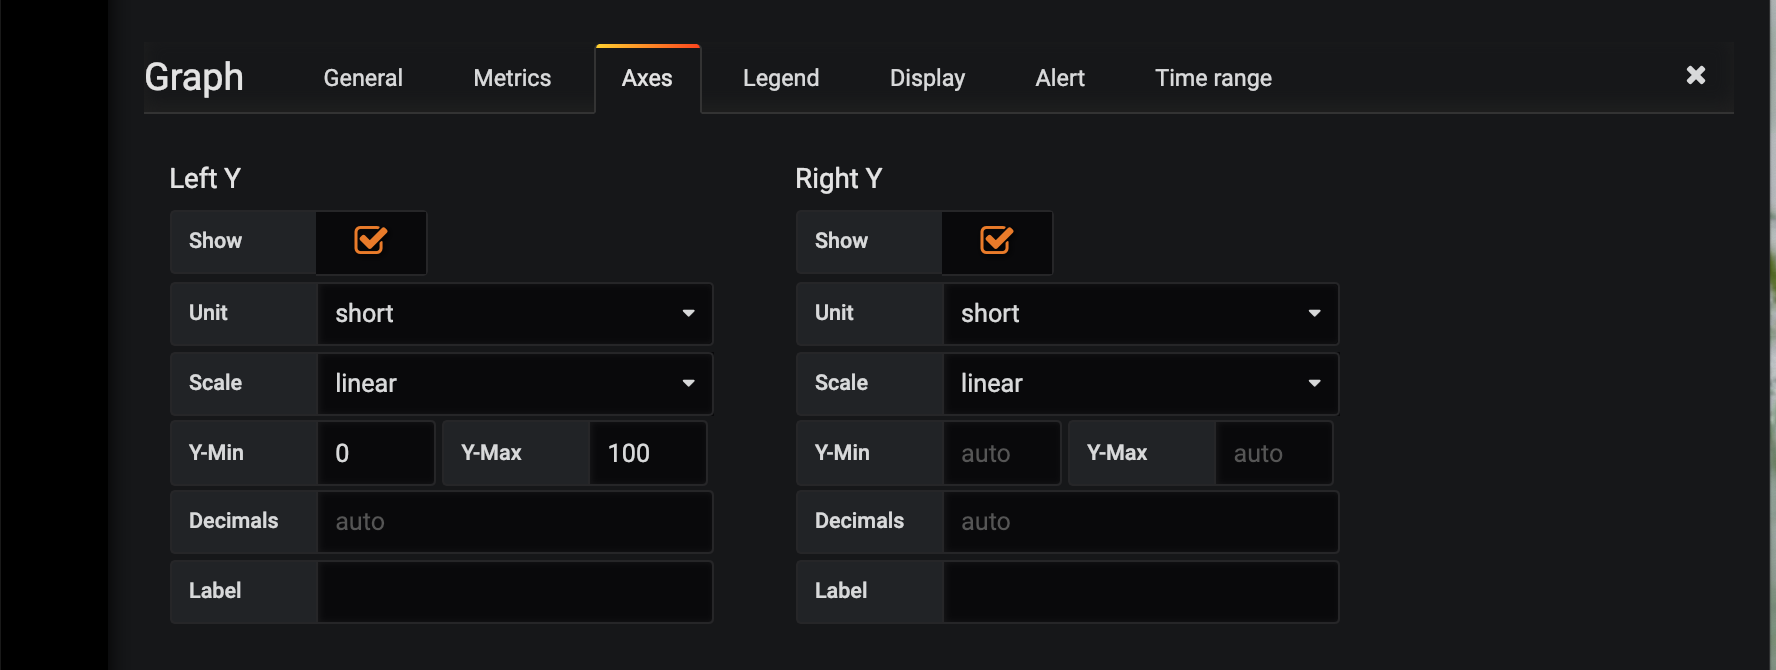 Graph General Metrics Axes Legend Display Alert Time range
Left Y
Show
Unit short
Scale linear
Y-Min 0 Y-Max 100
Decimals auto
Label
Right Y
Show
Unit short
Scale linear
Y-Min auto Y-Max auto
Decimals auto
Label